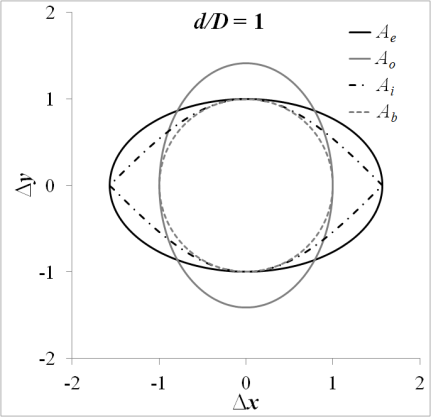 d/D = 1
2
A_e
A_o
A_i
A_b
1
Δy
0
-1
-2
-2
-1
0
1
2
Δx